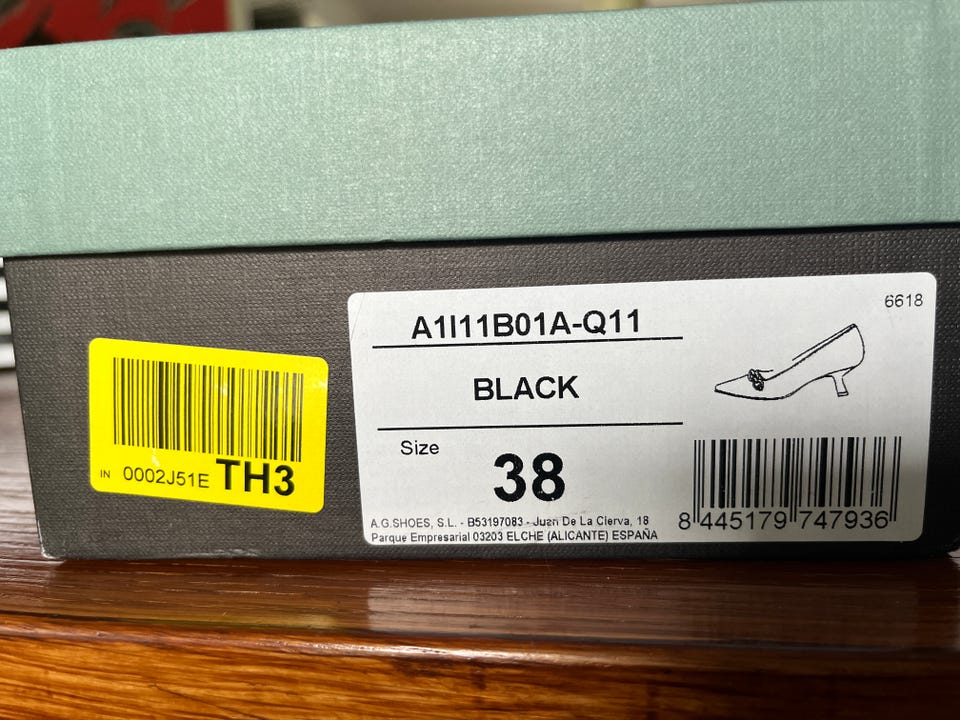 6618
A1I11B01A-Q11
BLACK
Size
38
A.G.SHOES, S.L. - B53197083 - Juan De La Cierva, 18
Parque Empresarial 03203 ELCHE (ALICANTE) ESPAÑA
8 445179 747936
IN 0002J51E TH3